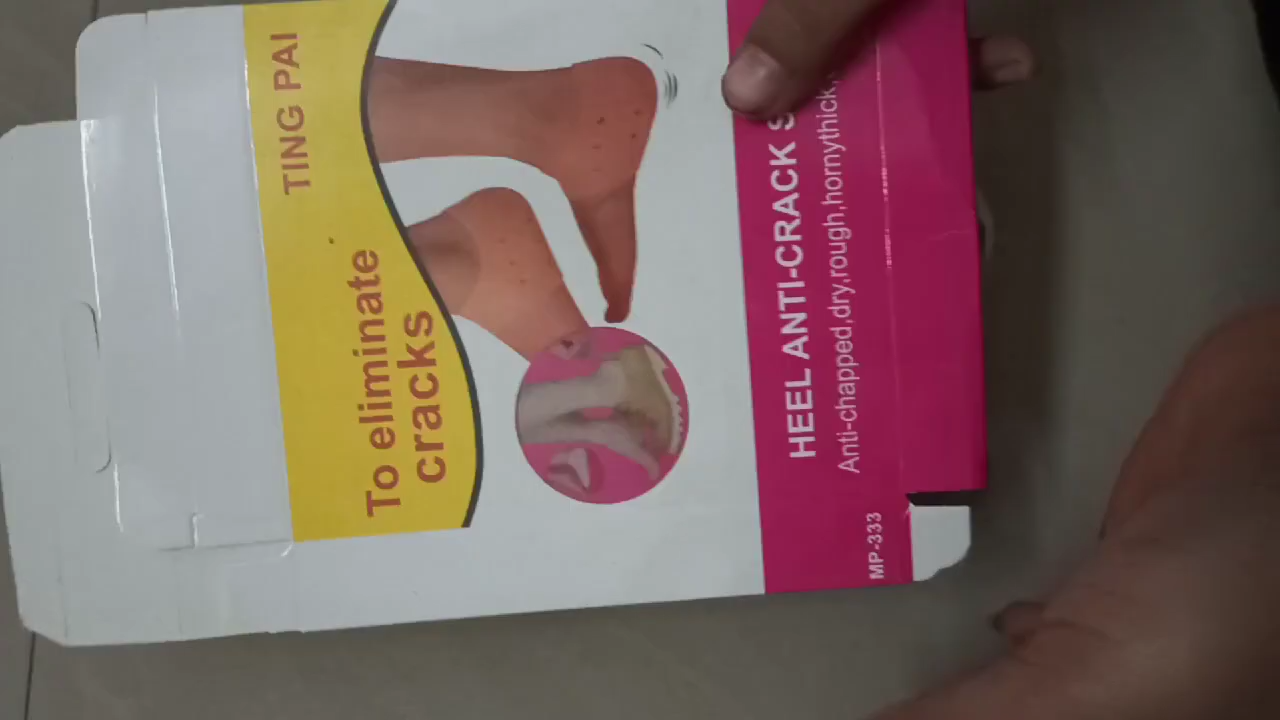 TING PAI
To eliminate
cracks
HEEL ANTI-CRACK
Anti-chapped,dry,rough,hornythick,
MP-333